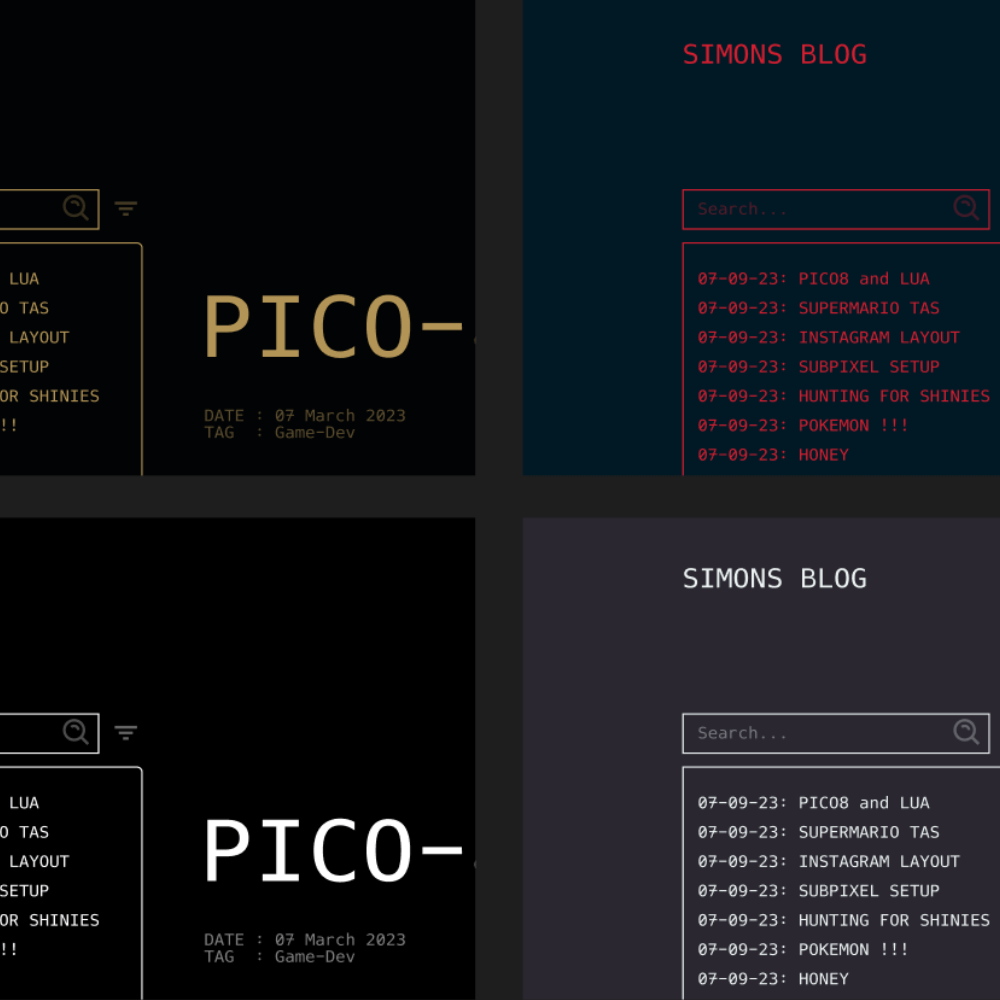 LUA
O TAS
LAYOUT
SETUP
OR SHINIES
!!
PICO-
DATE : 07 March 2023
TAG : Game-Dev
SIMONS BLOG
Search...
07-09-23: PICO8 and LUA
07-09-23: SUPERMARIO TAS
07-09-23: INSTAGRAM LAYOUT
07-09-23: SUBPIXEL SETUP
07-09-23: HUNTING FOR SHINIES
07-09-23: POKEMON !!!
07-09-23: HONEY
LUA
O TAS
LAYOUT
SETUP
OR SHINIES
!!
PICO-
DATE : 07 March 2023
TAG : Game-Dev
SIMONS BLOG
Search...
07-09-23: PICO8 and LUA
07-09-23: SUPERMARIO TAS
07-09-23: INSTAGRAM LAYOUT
07-09-23: SUBPIXEL SETUP
07-09-23: HUNTING FOR SHINIES
07-09-23: POKEMON !!!
07-09-23: HONEY